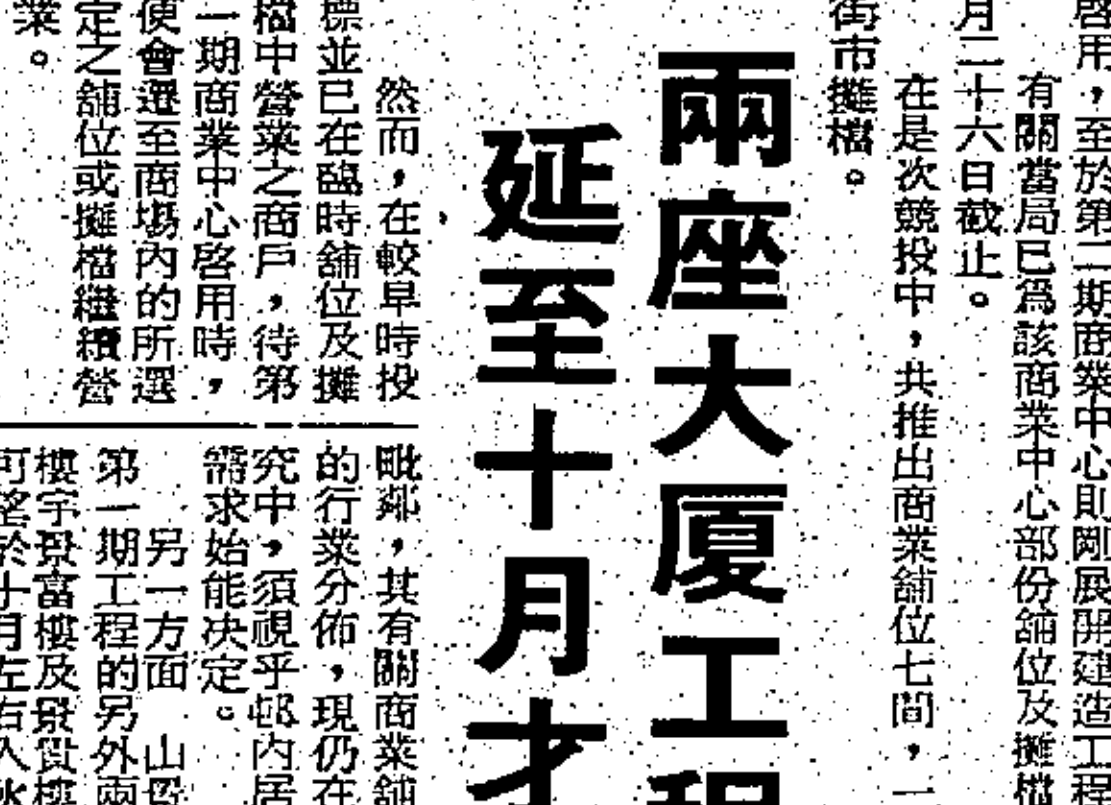 啓用，至於第二期商業中心則剛展開建造工程
有關當局已爲該商業中心部份舖位及攤檔
月二十六日截止。
在是次競投中，共推出商業舖位七間，一
街市攤檔。
兩座大厦工程
延至十月才
然而，在較早時投
標並已在臨時舖位及攤
檔中營業之商戶，待第
一期商業中心啓用時，
便會遷至商場內的所選
定之舖位或攤檔繼續營
業。
毗鄰，其有關商業舖
的行業分佈，現仍在
究中，須視乎邨內居
需求始能決定。
另一方面 山景
第一期工程的另外兩
樓宇景富樓及景貴樓
可望於十月左右入伙